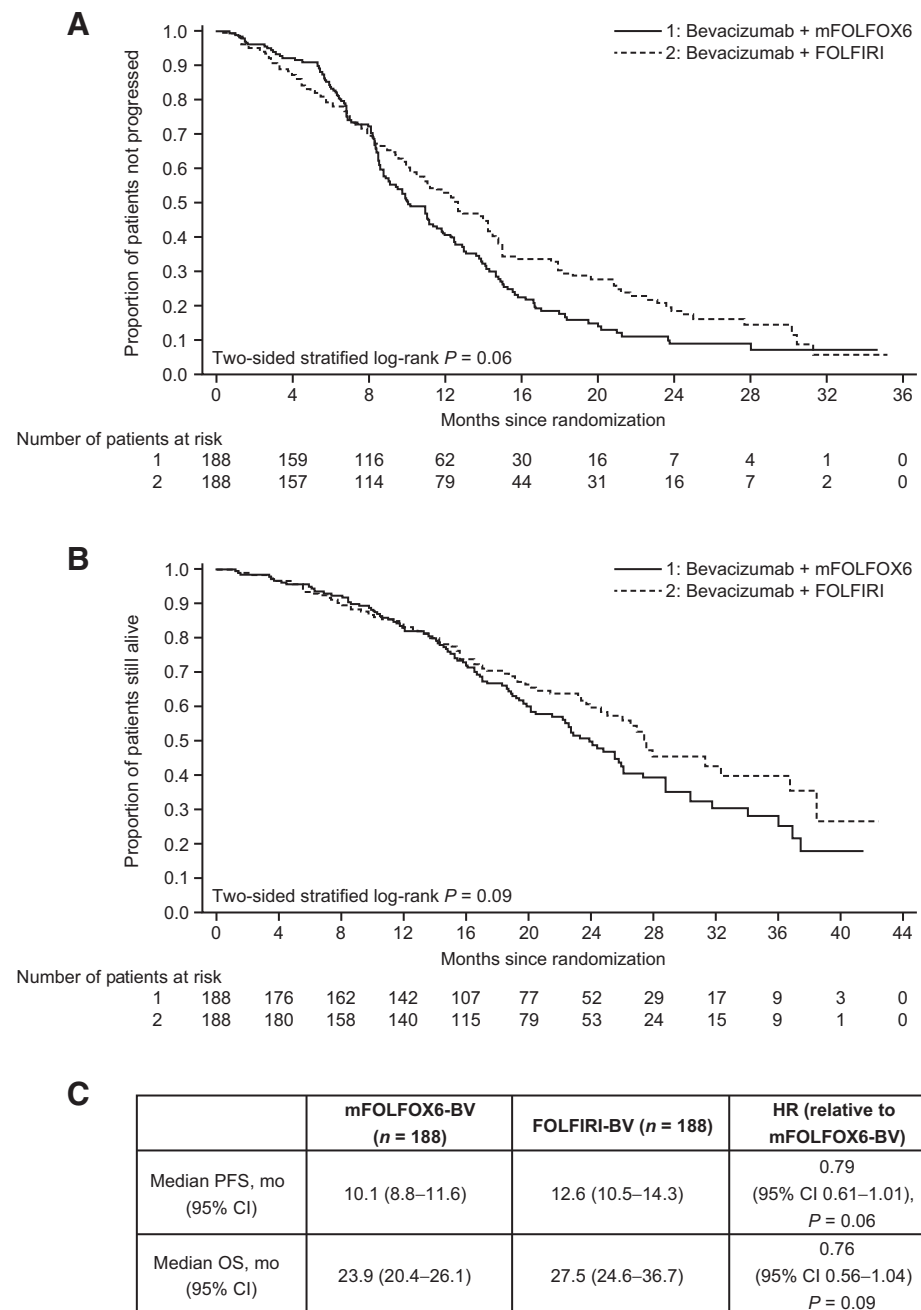 A
1: Bevacizumab + mFOLFOX6
2: Bevacizumab + FOLFIRI
Proportion of patients not progressed
1.0
0.9
0.8
0.7
0.6
0.5
0.4
0.3
0.2
0.1
0.0
Two-sided stratified log-rank P = 0.06
0 4 8 12 16 20 24 28 32 36
Months since randomization
Number of patients at risk
1 188 159 116 62 30 16 7 4 1 0
2 188 157 114 79 44 31 16 7 2 0
B
1: Bevacizumab + mFOLFOX6
2: Bevacizumab + FOLFIRI
Proportion of patients still alive
1.0
0.9
0.8
0.7
0.6
0.5
0.4
0.3
0.2
0.1
0.0
Two-sided stratified log-rank P = 0.09
0 4 8 12 16 20 24 28 32 36 40 44
Months since randomization
Number of patients at risk
1 188 176 162 142 107 77 52 29 17 9 3 0
2 188 180 158 140 115 79 53 24 15 9 1 0
C
mFOLFOX6-BV (n = 188) FOLFIRI-BV (n = 188) HR (relative to mFOLFOX6-BV)
Median PFS, mo (95% CI) 10.1 (8.8–11.6) 12.6 (10.5–14.3) 0.79 (95% CI 0.61–1.01), P = 0.06
Median OS, mo (95% CI) 23.9 (20.4–26.1) 27.5 (24.6–36.7) 0.76 (95% CI 0.56–1.04) P = 0.09